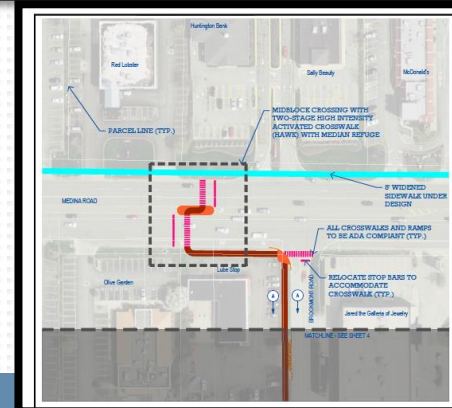 Huntington Bank
Red Lobster
Sally Beauty
McDonald's
MIDBLOCK CROSSING WITH
TWO-STAGE HIGH INTENSITY
ACTIVATED CROSSWALK
(HAWK) WITH MEDIAN REFUGE
PARCEL LINE (TYP.)
8' WIDENED
SIDEWALK UNDER
DESIGN
MEDINA ROAD
ALL CROSSWALKS AND RAMPS
TO BE ADA COMPIANT (TYP.)
Lube Stop
Olive Garden
RELOCATE STOP BARS TO
ACCOMMODATE
CROSSWALK (TYP.)
BROOKMONT ROAD
A
A
Jared the Galleria of Jewelry
MATCHLINE - SEE SHEET 4